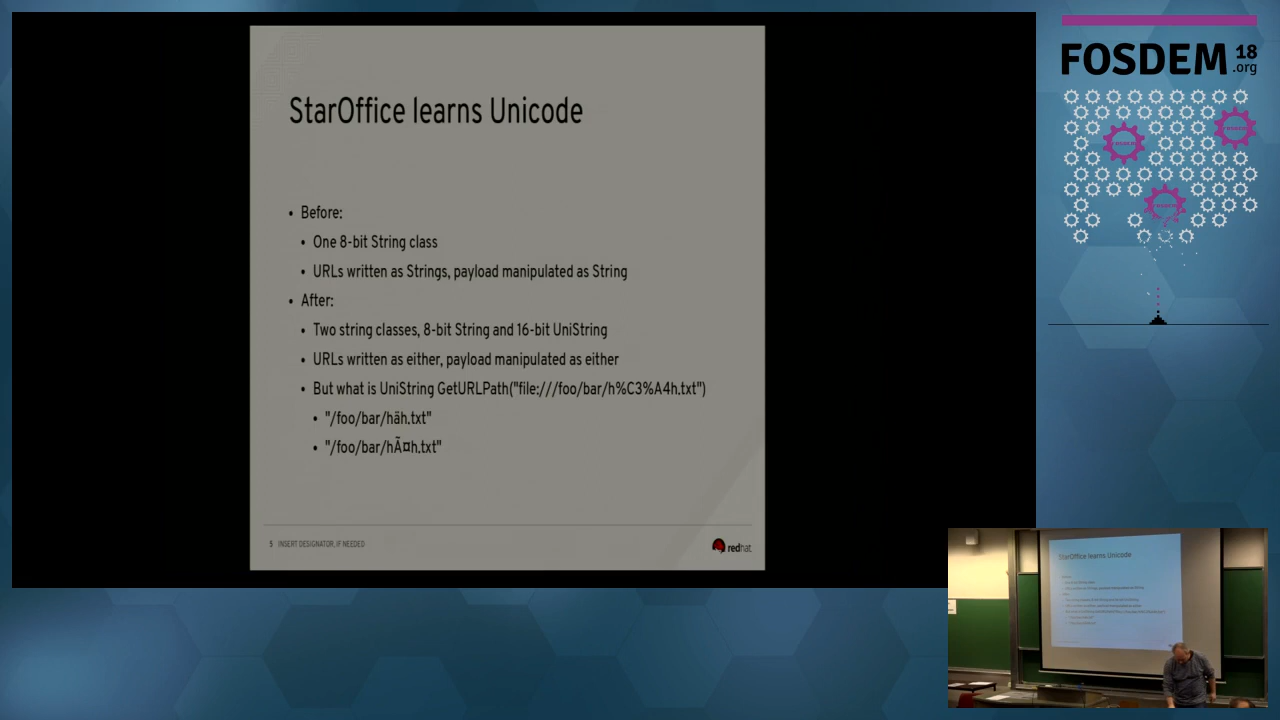 StarOffice learns Unicode
• Before:
• One 8-bit String class
• URLs written as Strings, payload manipulated as String
• After:
• Two string classes, 8-bit String and 16-bit UniString
• URLs written as either, payload manipulated as either
• But what is UniString GetURLPath("file:///foo/bar/h%C3%A4h.txt")
• "/foo/bar/häh.txt"
• "/foo/bar/hÃ¤h.txt"
5 INSERT DESIGNATOR, IF NEEDED
redhat
FOSDEM 18
.org
StarOffice learns Unicode